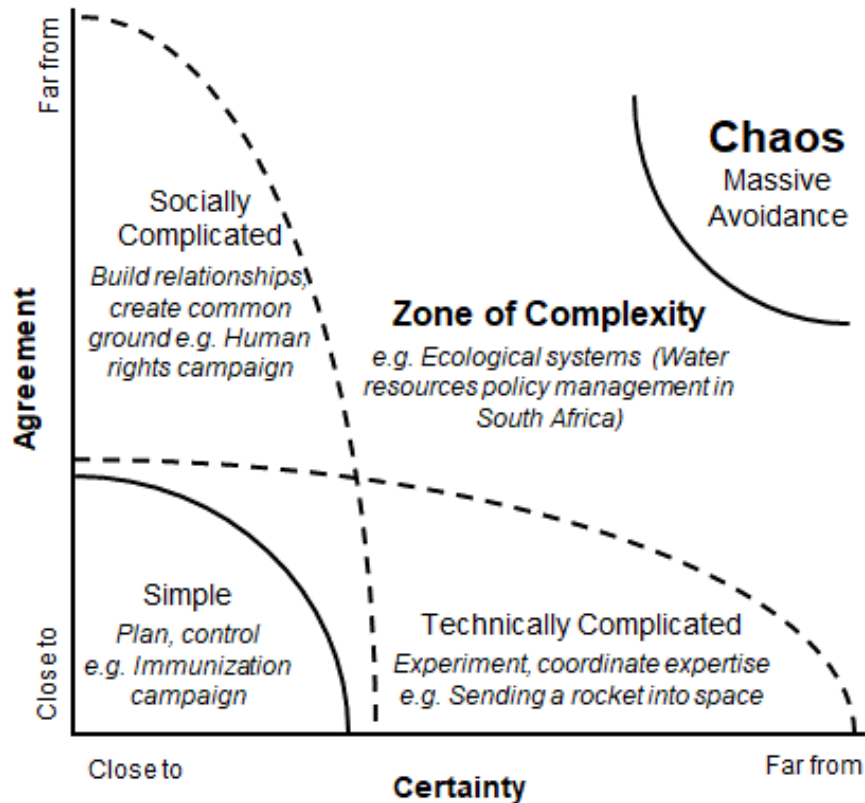 Far from
Agreement
Close to
Socially
Complicated
Build relationships,
create common
ground e.g. Human
rights campaign
Chaos
Massive
Avoidance
Zone of Complexity
e.g. Ecological systems (Water
resources policy management in
South Africa)
Simple
Plan, control
e.g. Immunization
campaign
Technically Complicated
Experiment, coordinate expertise
e.g. Sending a rocket into space
Close to
Certainty
Far from